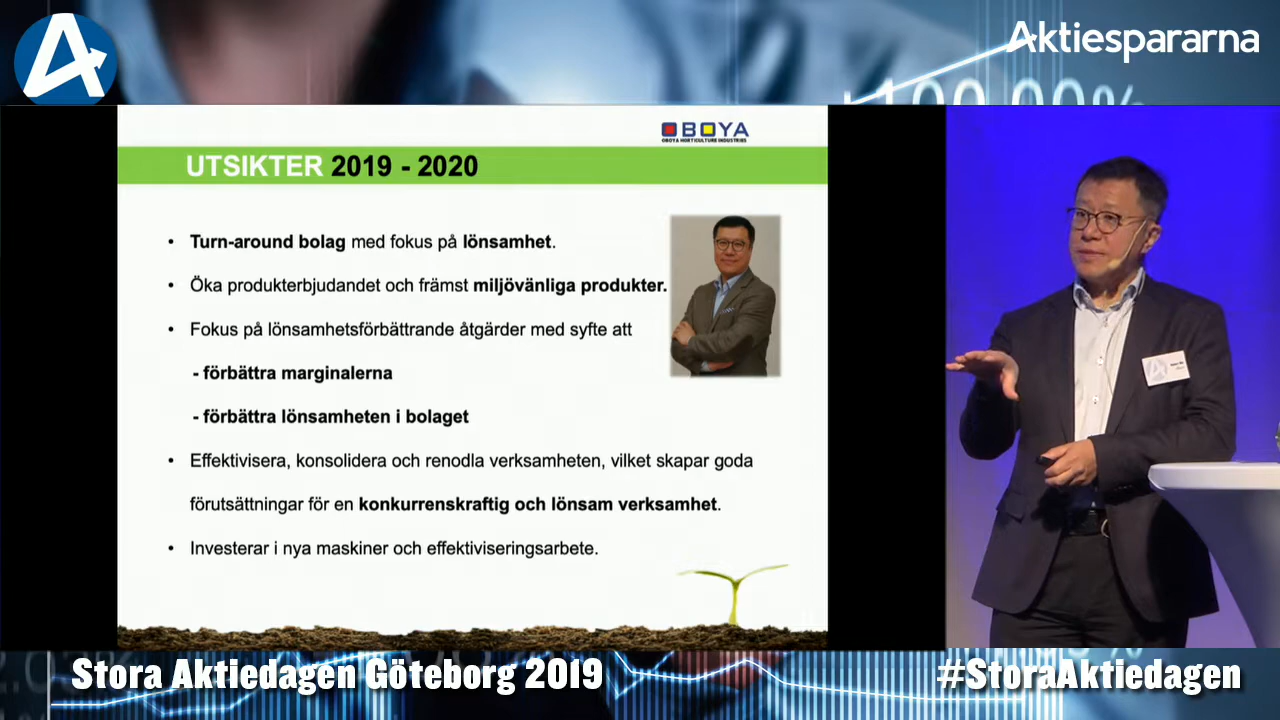 Aktiespararna
+100,00%
OBOYA
OBOYA HORTICULTURE INDUSTRIES
UTSIKTER 2019 - 2020
• Turn-around bolag med fokus på lönsamhet.
• Öka produkterbjudandet och främst miljövänliga produkter.
• Fokus på lönsamhetsförbättrande åtgärder med syfte att
- förbättra marginalerna
- förbättra lönsamheten i bolaget
• Effektivisera, konsolidera och renodla verksamheten, vilket skapar goda
förutsättningar för en konkurrenskraftig och lönsam verksamhet.
• Investerar i nya maskiner och effektiviseringsarbete.
Stora Aktiedagen Göteborg 2019
#StoraAktiedagen